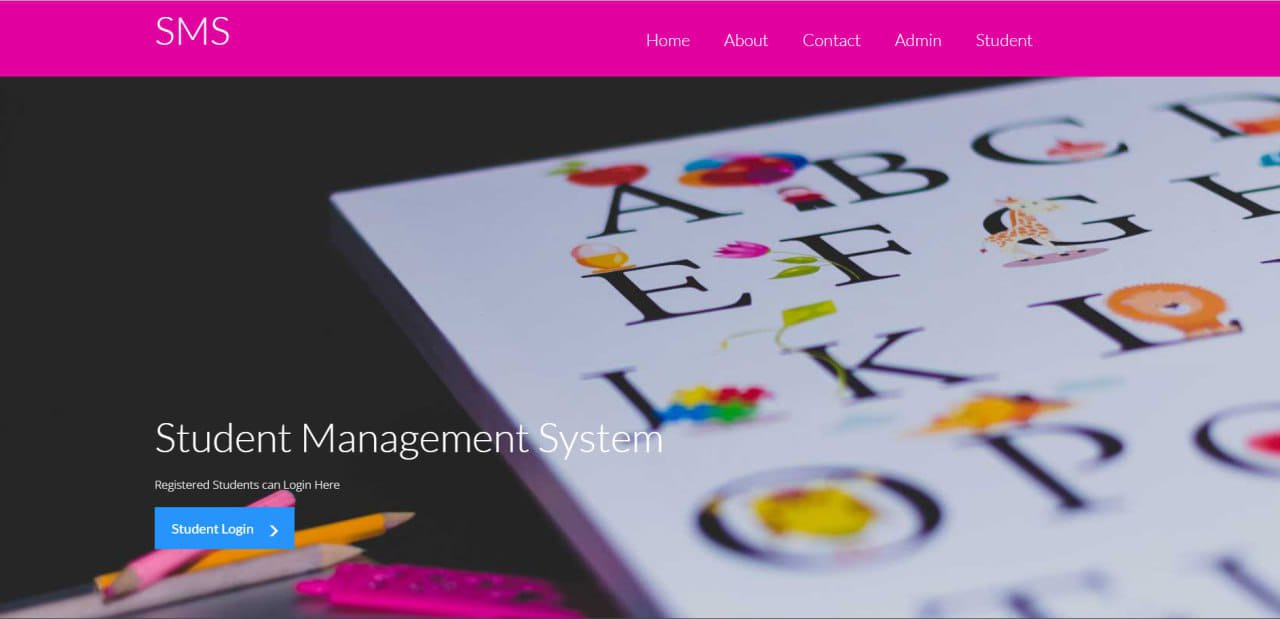 SMS
Home About Contact Admin Student
A B C D
E F G H
I K L
O P
Student Management System
Registered Students can Login Here
Student Login